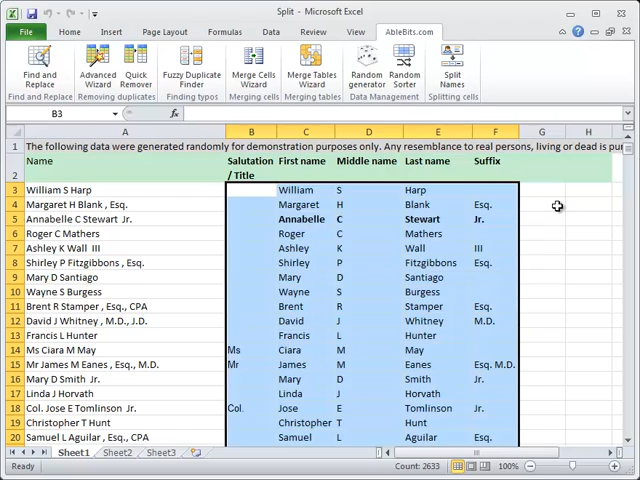 Split - Microsoft Excel
File Home Insert Page Layout Formulas Data Review View AbleBits.com
Find and Replace Advanced Wizard Quick Remover Fuzzy Duplicate Finder Merge Cells Wizard Merge Tables Wizard Random generator Random Sorter Split Names
Find and Replace Removing duplicates Finding typos Merging cells Merging tables Data Management Splitting cells
B3 fx
A B C D E F G H
1 The following data were generated randomly for demonstration purposes only. Any resemblance to real persons, living or dead is pur
2 Name Salutation / Title First name Middle name Last name Suffix
3 William S Harp William S Harp
4 Margaret H Blank , Esq. Margaret H Blank Esq.
5 Annabelle C Stewart Jr. Annabelle C Stewart Jr.
6 Roger C Mathers Roger C Mathers
7 Ashley K Wall III Ashley K Wall III
8 Shirley P Fitzgibbons , Esq. Shirley P Fitzgibbons Esq.
9 Mary D Santiago Mary D Santiago
10 Wayne S Burgess Wayne S Burgess
11 Brent R Stamper , Esq., CPA Brent R Stamper Esq.
12 David J Whitney , M.D., J.D. David J Whitney M.D.
13 Francis L Hunter Francis L Hunter
14 Ms Ciara M May Ms Ciara M May
15 Mr James M Eanes , Esq., M.D. Mr James M Eanes Esq. M.D.
16 Mary D Smith Jr. Mary D Smith Jr.
17 Linda J Horvath Linda J Horvath
18 Col. Jose E Tomlinson Jr. Col. Jose E Tomlinson Jr.
19 Christopher T Hunt Christopher T Hunt
20 Samuel L Aguilar , Esq. Samuel L Aguilar Esq.
Sheet1 Sheet2 Sheet3
Ready Count: 2633 100%